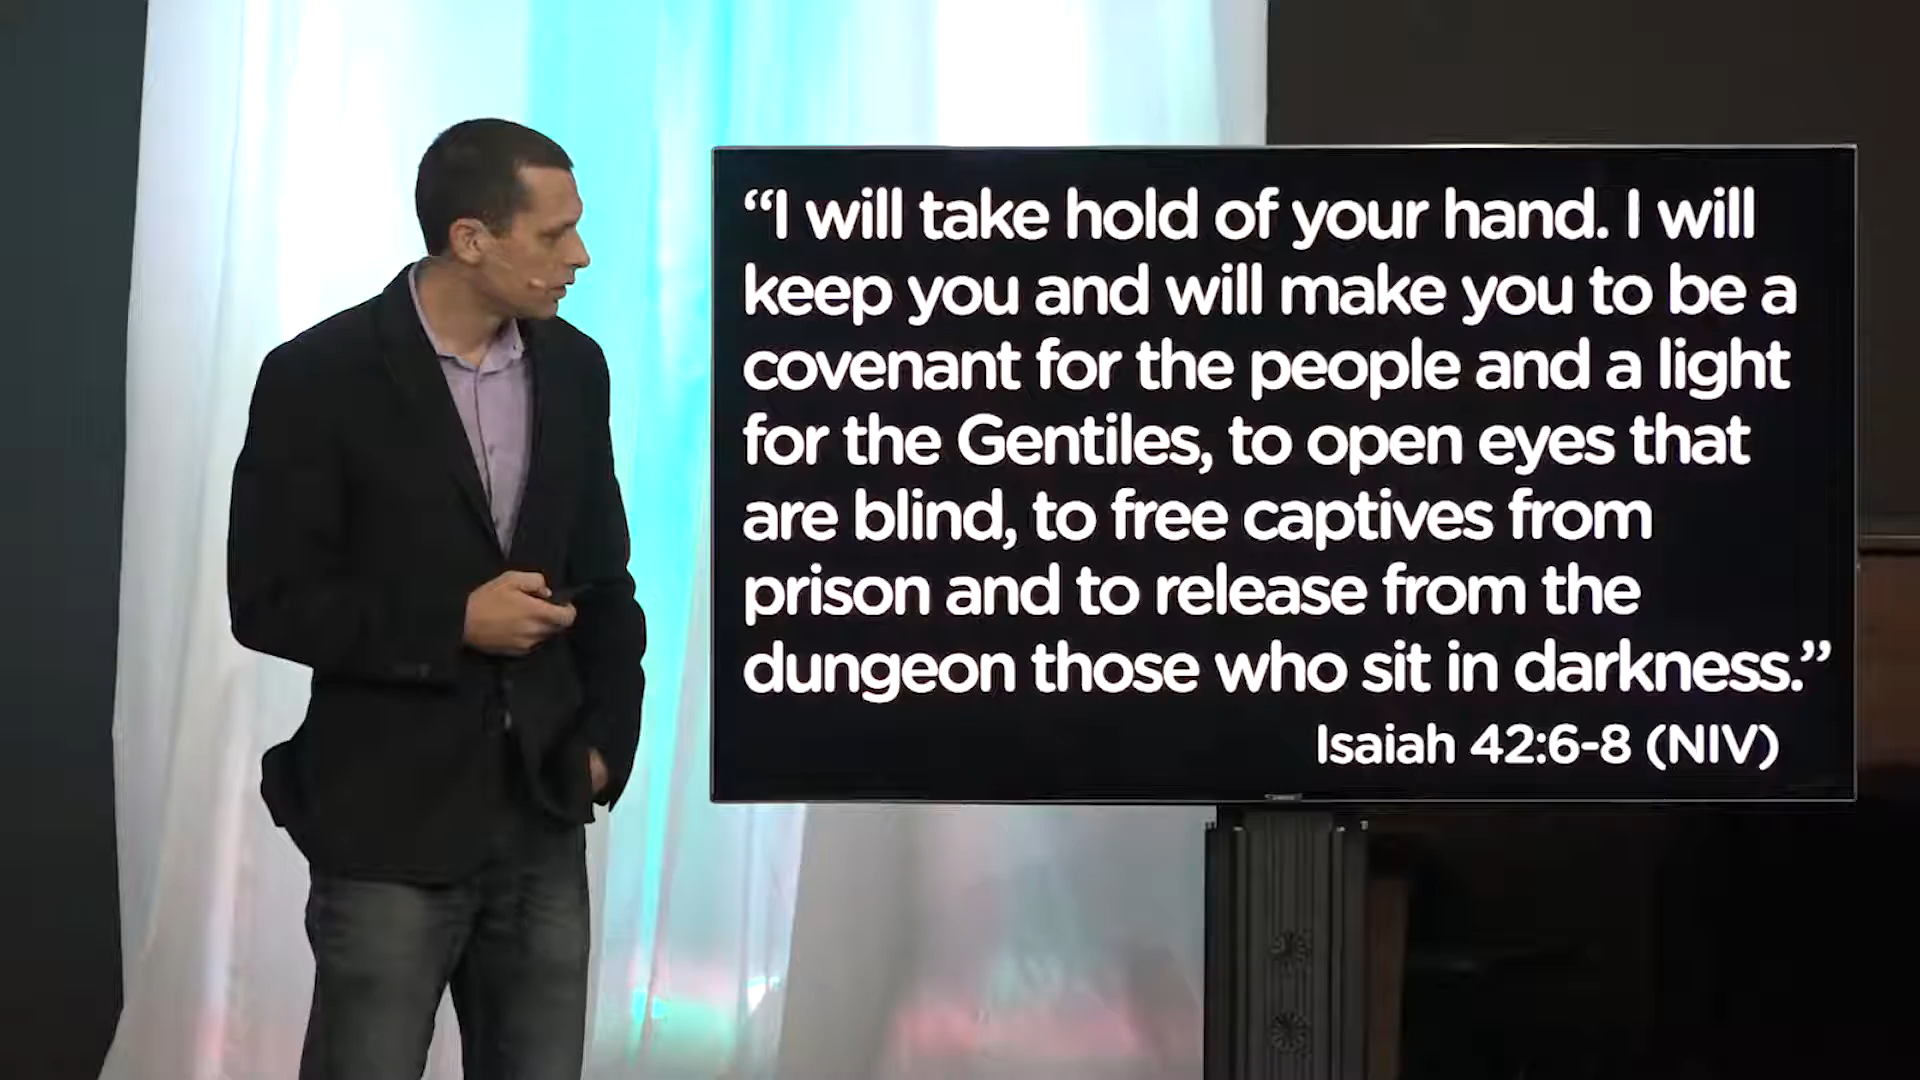 “I will take hold of your hand. I will
keep you and will make you to be a
covenant for the people and a light
for the Gentiles, to open eyes that
are blind, to free captives from
prison and to release from the
dungeon those who sit in darkness.”
Isaiah 42:6-8 (NIV)